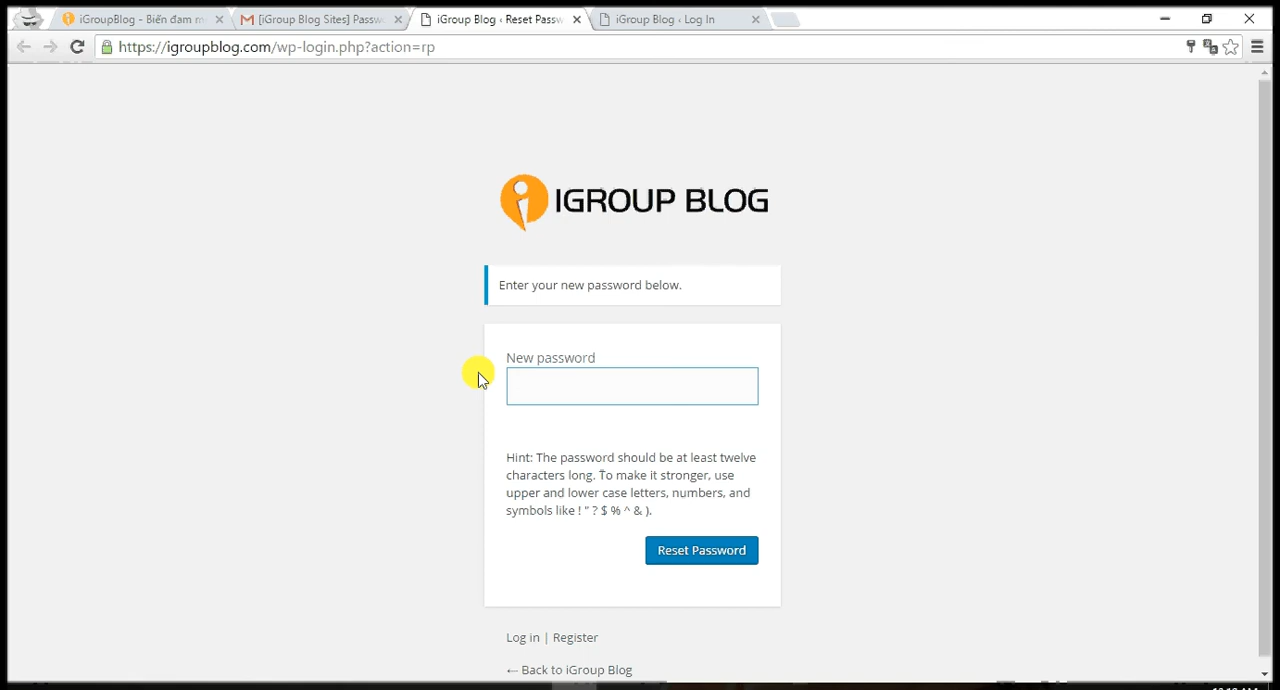 iGroupBlog - Biến đam m
[iGroup Blog Sites] Passw
iGroup Blog ‹ Reset Passw
iGroup Blog ‹ Log In
https://igroupblog.com/wp-login.php?action=rp
IGROUP BLOG
Enter your new password below.
New password
Hint: The password should be at least twelve
characters long. To make it stronger, use
upper and lower case letters, numbers, and
symbols like ! " ? $ % ^ & ).
Reset Password
Log in | Register
← Back to iGroup Blog